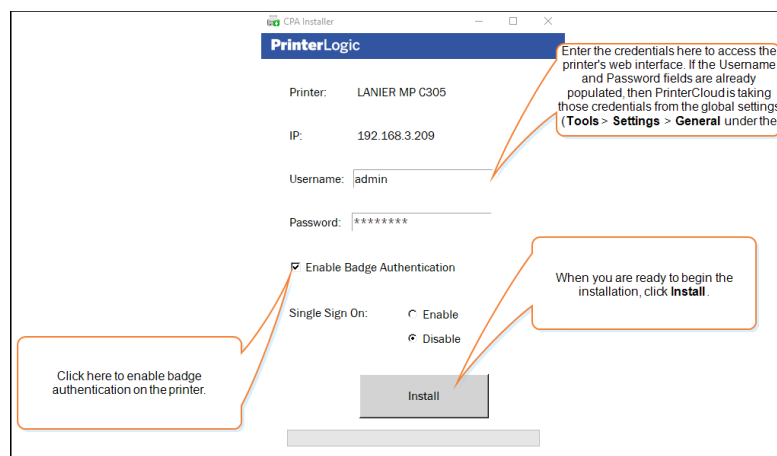 CPA Installer
PrinterLogic
Enter the credentials here to access the
printer's web interface. If the Username
and Password fields are already
populated, then PrinterCloud is taking
those credentials from the global settings
(Tools > Settings > General under the
Printer: LANIER MP C305
IP: 192.168.3.209
Username: admin
Password: ********
Enable Badge Authentication
When you are ready to begin the
installation, click Install.
Single Sign On: Enable
Disable
Click here to enable badge
authentication on the printer.
Install